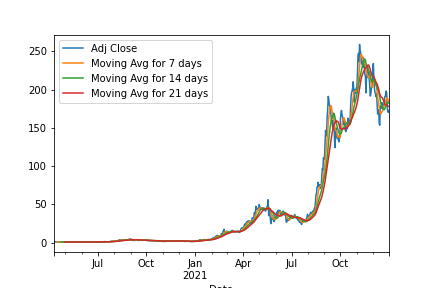 Adj Close
Moving Avg for 7 days
Moving Avg for 14 days
Moving Avg for 21 days
250
200
150
100
50
0
Jul Oct Jan Apr Jul Oct
2021